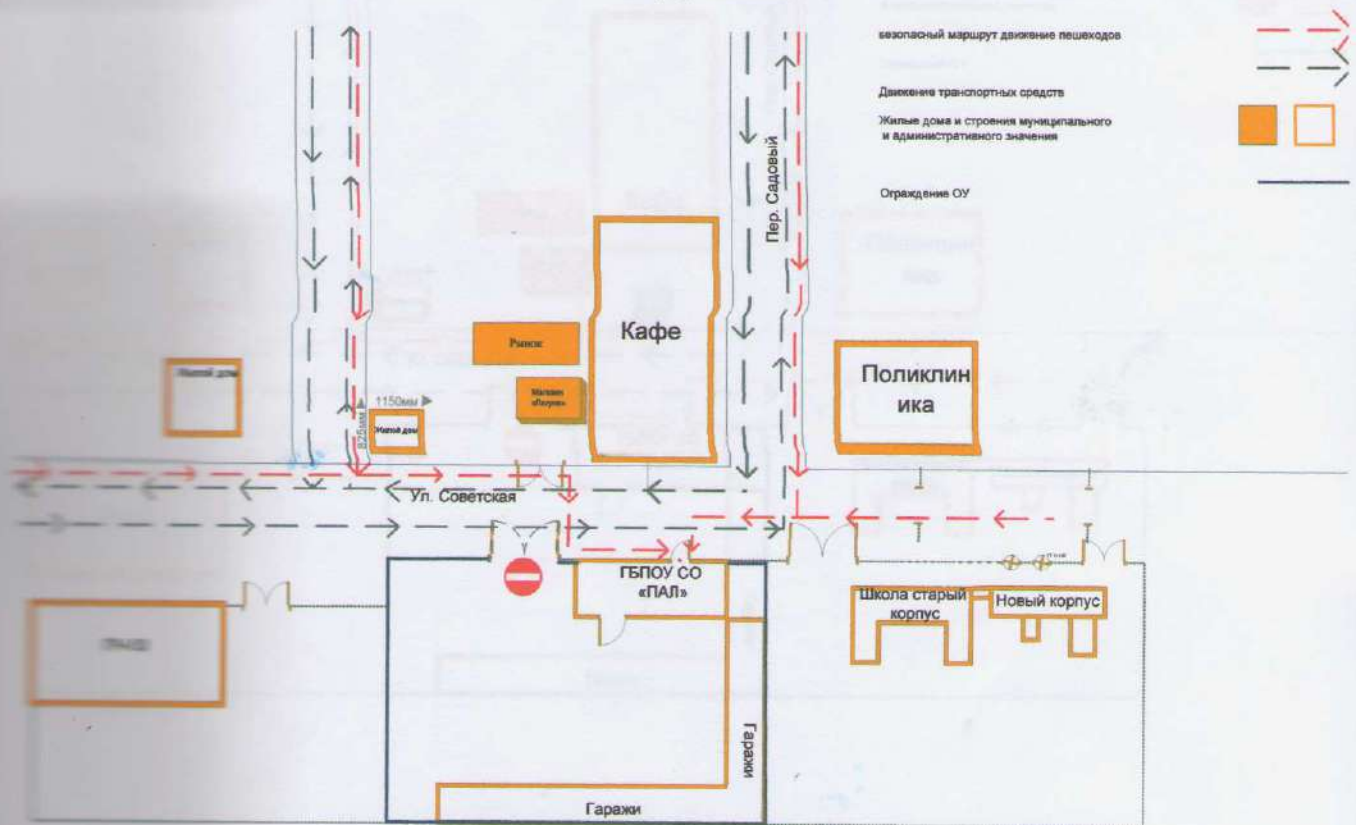 безопасный маршрут движение пешеходов
Движение транспортных средств
Жилые дома и строения муниципального
и административного значения
Ограждение ОУ
Пер. Садовый
Кафе
Рынок
Магазин
Поликлин
ика
Жилой дом
1150мм
825мм
Жилой дом
Ул. Советская
ГБПОУ СО
«ПАЛ»
Школа старый
корпус
Новый корпус
Гаражи
Гаражи